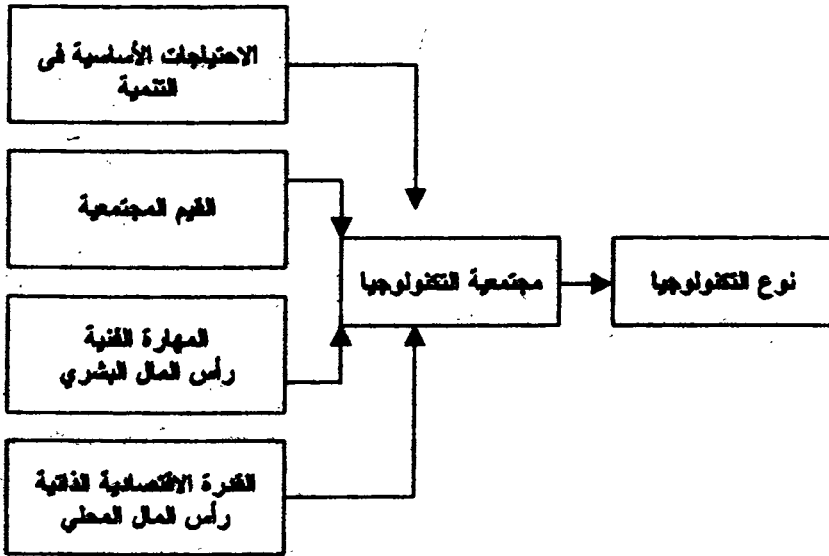 الاحتياجات الأساسية فى
التنمية
القيم المجتمعية
المهارة الفنية
رأس المال البشري
القدرة الاقتصادية الذاتية
رأس المال المحلي
مجتمعية التكنولوجيا
نوع التكنولوجيا